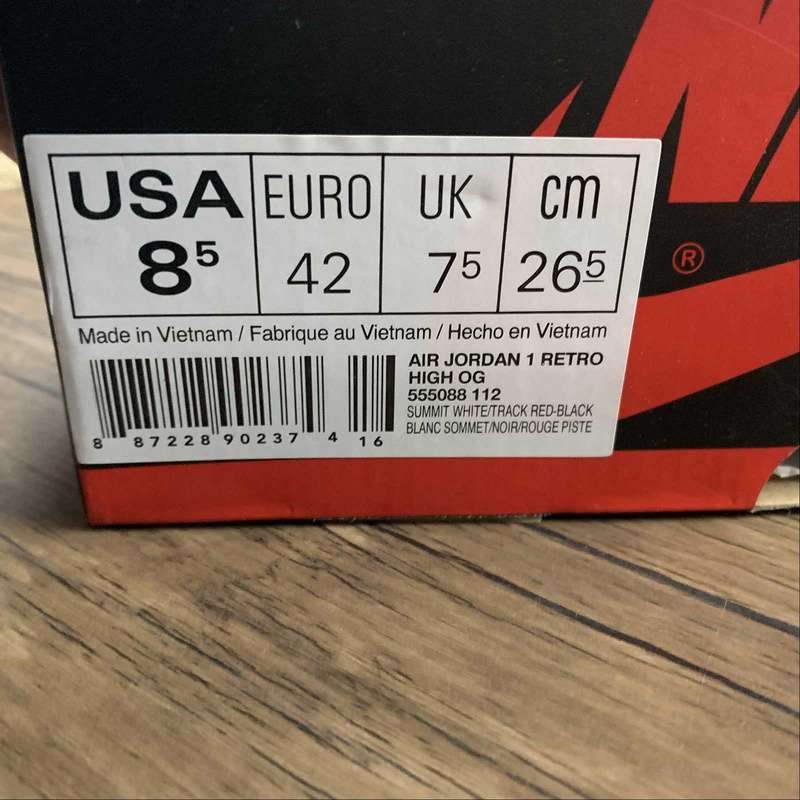 USA EURO UK cm
8⁵ 42 7⁵ 26⁵
Made in Vietnam / Fabrique au Vietnam / Hecho en Vietnam
AIR JORDAN 1 RETRO
HIGH OG
555088 112
SUMMIT WHITE/TRACK RED-BLACK
BLANC SOMMET/NOIR/ROUGE PISTE
8 87228 90237 4 16
®